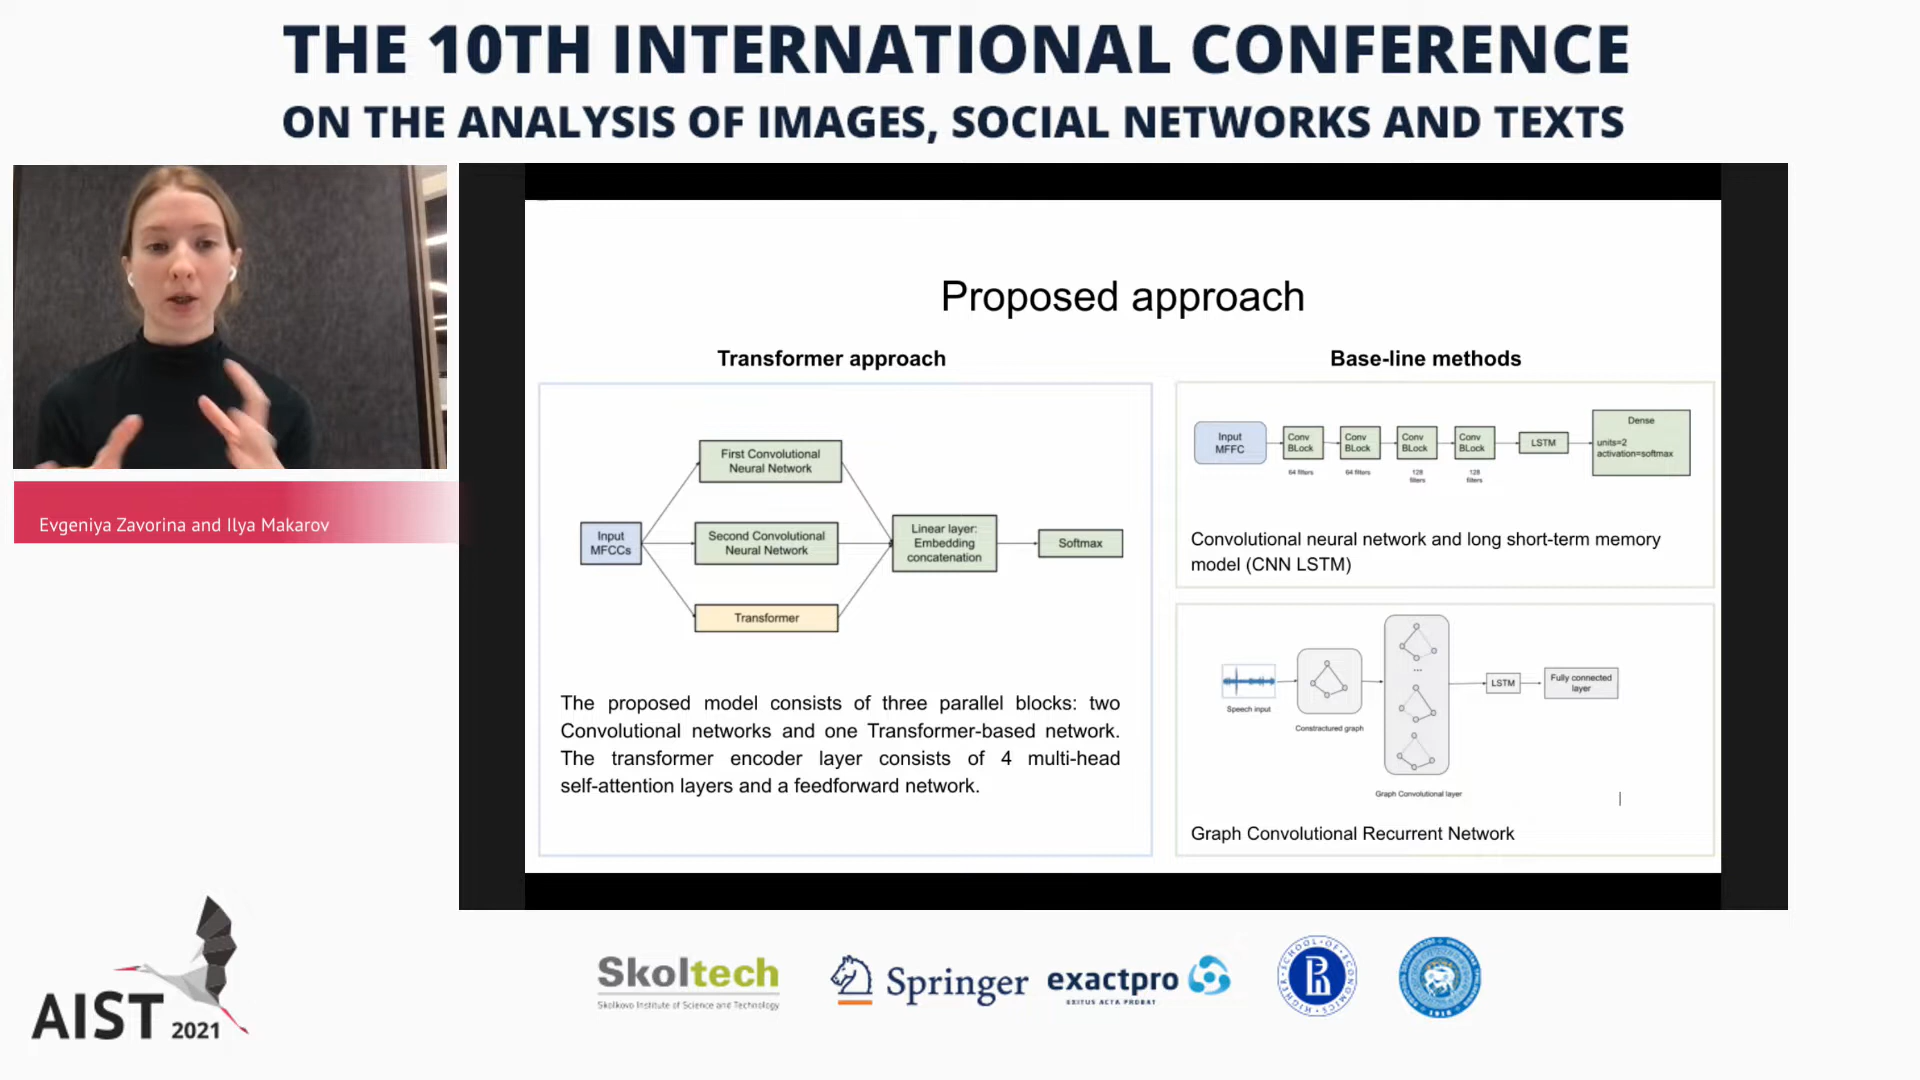 THE 10TH INTERNATIONAL CONFERENCE
ON THE ANALYSIS OF IMAGES, SOCIAL NETWORKS AND TEXTS
Evgeniya Zavorina and Ilya Makarov
Proposed approach
Transformer approach
First Convolutional
Neural Network
Input
MFCCs
Second Convolutional
Neural Network
Transformer
Linear layer:
Embedding
concatenation
Softmax
The proposed model consists of three parallel blocks: two
Convolutional networks and one Transformer-based network.
The transformer encoder layer consists of 4 multi-head
self-attention layers and a feedforward network.
Base-line methods
Input
MFFC
Conv
BLock
64 filters
Conv
BLock
64 filters
Conv
BLock
128
filters
Conv
BLock
128
filters
LSTM
Dense
units=2
activation=softmax
Convolutional neural network and long short-term memory
model (CNN LSTM)
Speech input
Constractured graph
...
Graph Convolutional layer
LSTM
Fully connected
layer
Graph Convolutional Recurrent Network
AIST 2021
Skoltech
Skolkovo Institute of Science and Technology
Springer
exactpro
EXITUS ACTA PROBAT
HIGHER SCHOOL OF ECONOMICS
1918